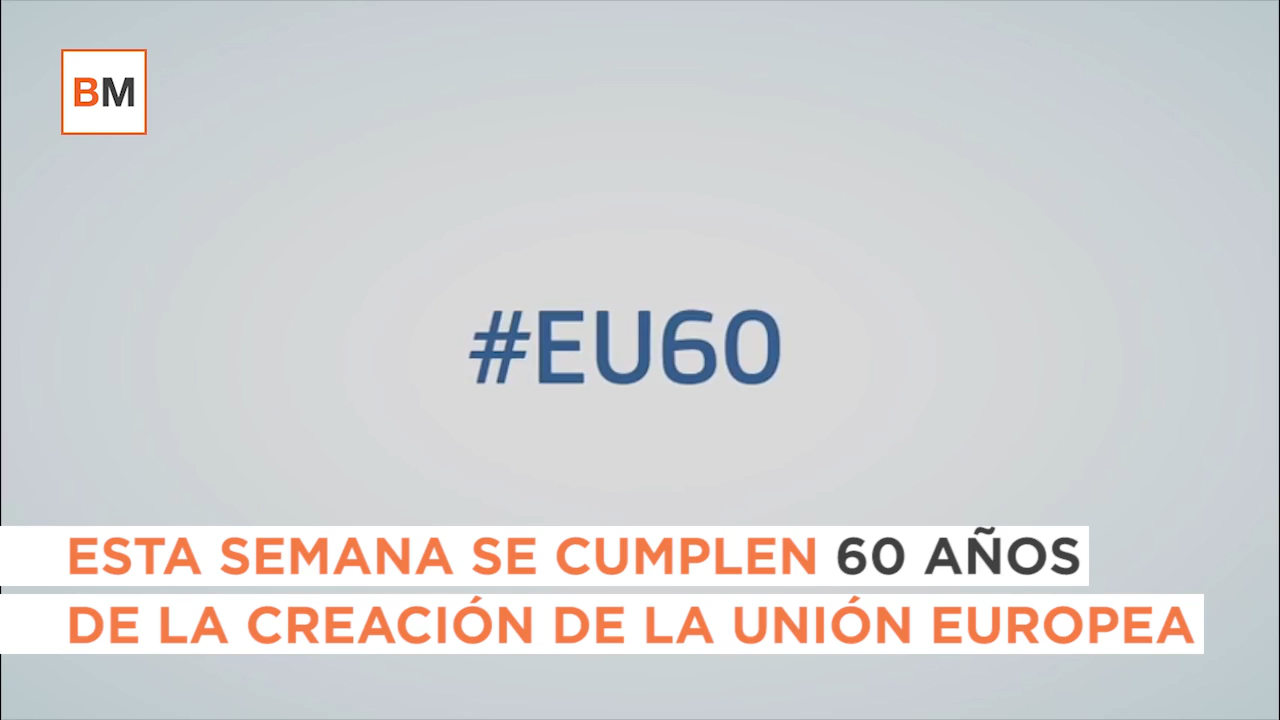 BM
#EU60
ESTA SEMANA SE CUMPLEN 60 AÑOS
DE LA CREACIÓN DE LA UNIÓN EUROPEA